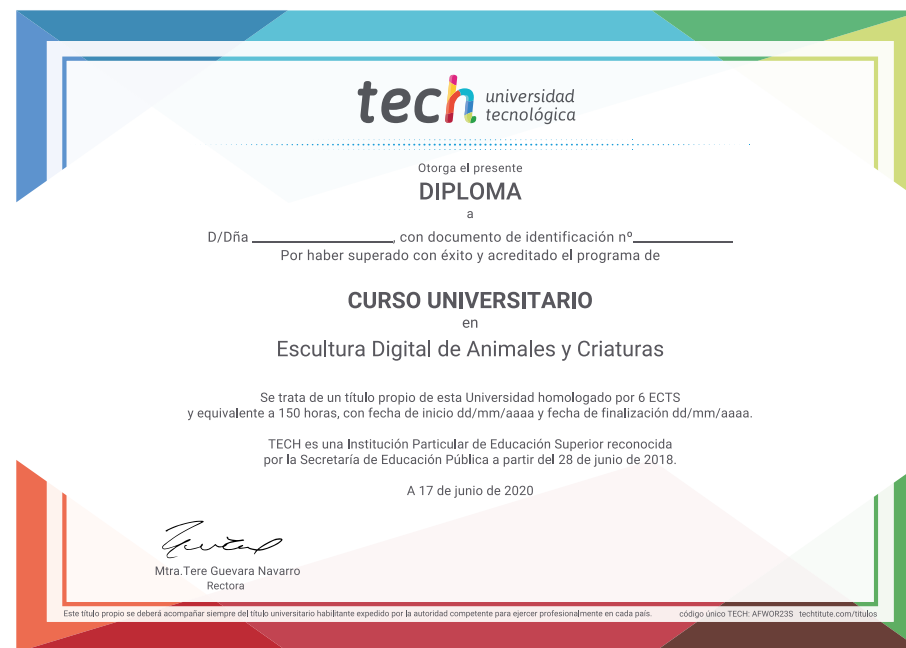 tech universidad
tecnológica
Otorga el presente
DIPLOMA
a
D/Dña ____________________, con documento de identificación nº______________
Por haber superado con éxito y acreditado el programa de
CURSO UNIVERSITARIO
en
Escultura Digital de Animales y Criaturas
Se trata de un título propio de esta Universidad homologado por 6 ECTS
y equivalente a 150 horas, con fecha de inicio dd/mm/aaaa y fecha de finalización dd/mm/aaaa.
TECH es una Institución Particular de Educación Superior reconocida
por la Secretaría de Educación Pública a partir del 28 de junio de 2018.
A 17 de junio de 2020
Mtra.Tere Guevara Navarro
Rectora
Este título propio se deberá acompañar siempre del título universitario habilitante expedido por la autoridad competente para ejercer profesionalmente en cada país. código único TECH: AFWOR23S techtitute.com/titulos